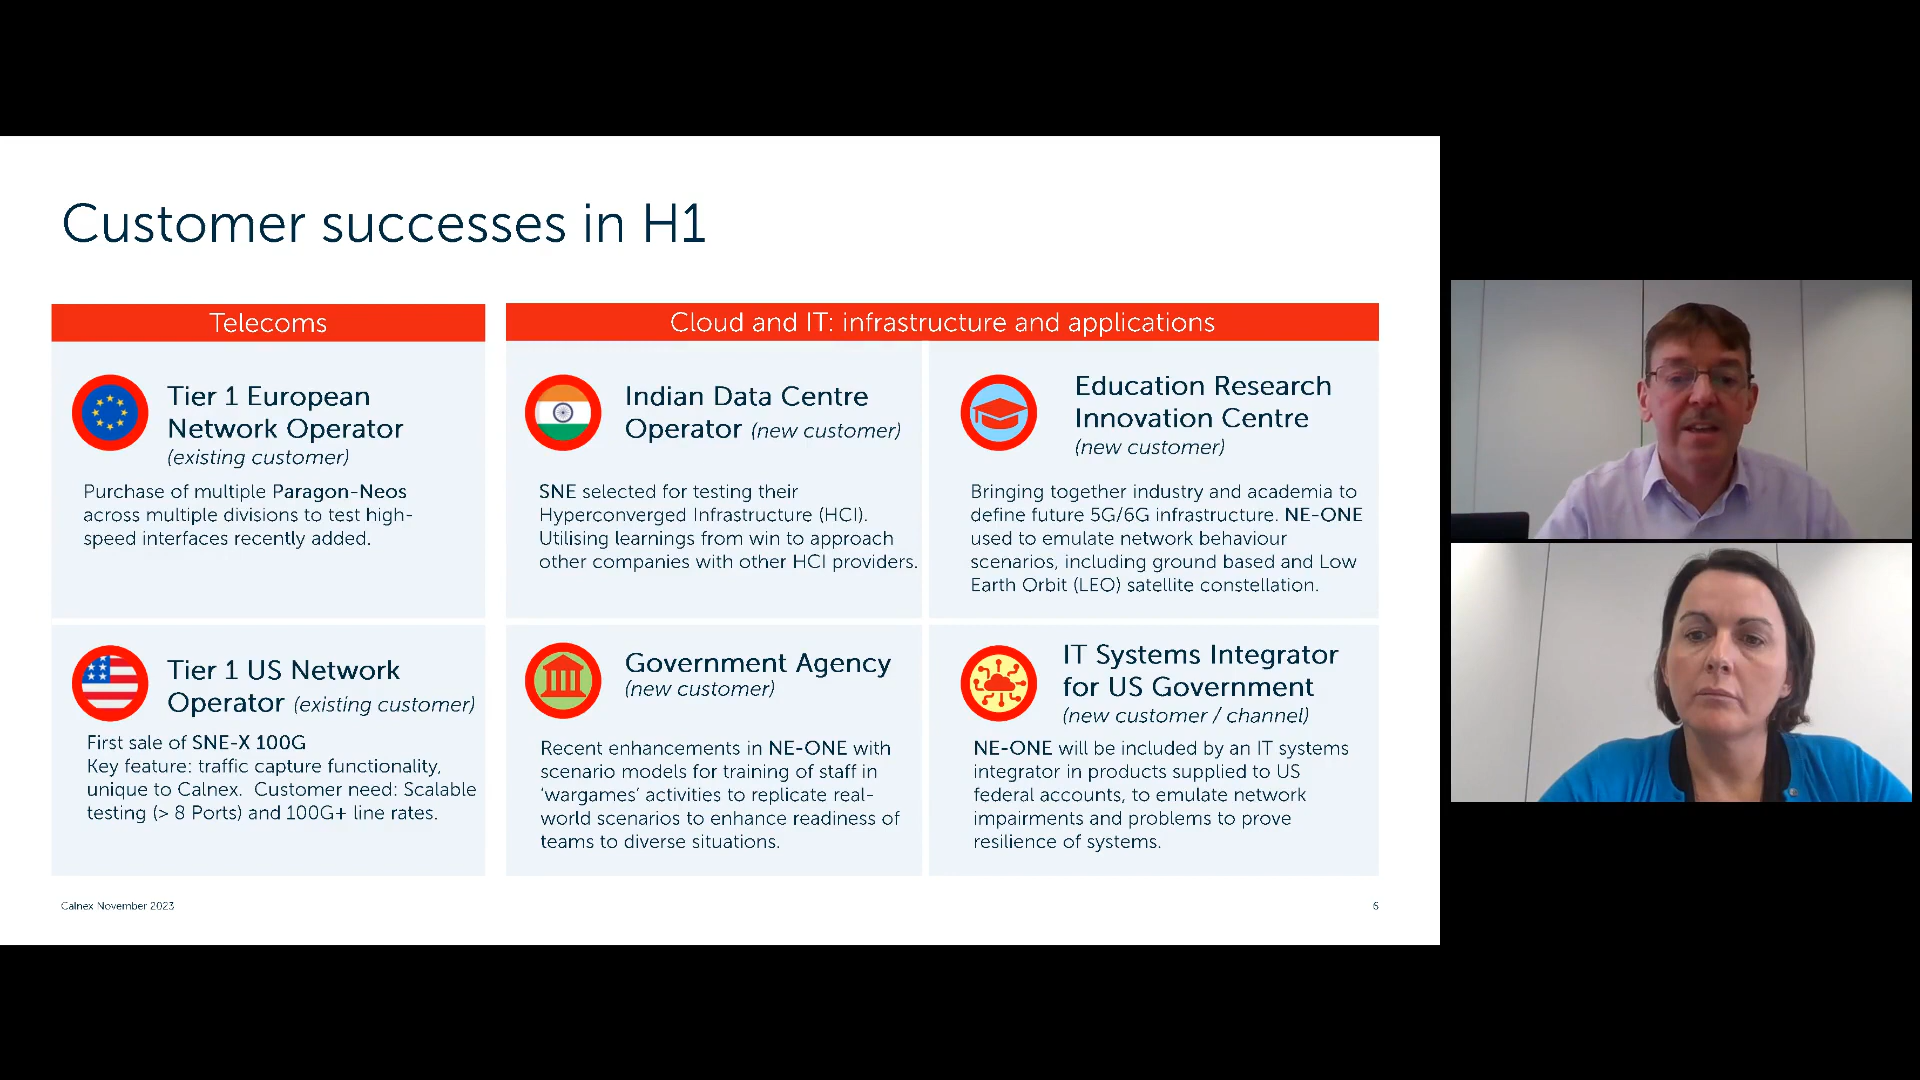 Customer successes in H1
Telecoms
Tier 1 European
Network Operator
(existing customer)
Purchase of multiple Paragon-Neos
across multiple divisions to test high-
speed interfaces recently added.
Tier 1 US Network
Operator (existing customer)
First sale of SNE-X 100G
Key feature: traffic capture functionality,
unique to Calnex.  Customer need: Scalable
testing (> 8 Ports) and 100G+ line rates.
Cloud and IT: infrastructure and applications
Indian Data Centre
Operator (new customer)
SNE selected for testing their
Hyperconverged Infrastructure (HCI).
Utilising learnings from win to approach
other companies with other HCI providers.
Education Research
Innovation Centre
(new customer)
Bringing together industry and academia to
define future 5G/6G infrastructure. NE-ONE
used to emulate network behaviour
scenarios, including ground based and Low
Earth Orbit (LEO) satellite constellation.
Government Agency
(new customer)
Recent enhancements in NE-ONE with
scenario models for training of staff in
‘wargames’ activities to replicate real-
world scenarios to enhance readiness of
teams to diverse situations.
IT Systems Integrator
for US Government
(new customer / channel)
NE-ONE will be included by an IT systems
integrator in products supplied to US
federal accounts, to emulate network
impairments and problems to prove
resilience of systems.
Calnex November 2023